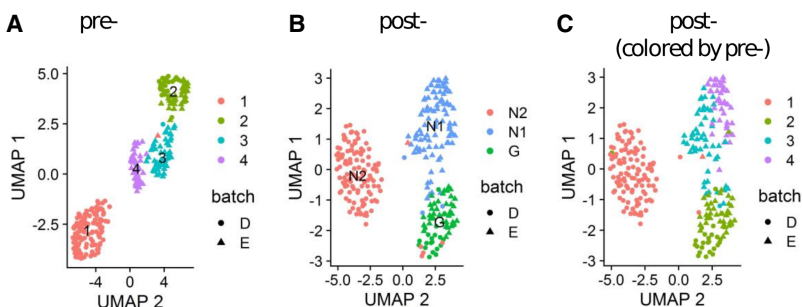 A pre-
B post-
C post-
(colored by pre-)
5.0
2.5
0.0
-2.5
UMAP 1
-4 0 4
UMAP 2
2
3
4
1
1
2
3
4
batch
D
E
3
2
1
0
-1
-2
-3
UMAP 1
-5.0 -2.5 0.0 2.5
UMAP 2
N1
N2
G
N2
N1
G
batch
D
E
3
2
1
0
-1
-2
-3
UMAP 1
-5.0 -2.5 0.0 2.5
UMAP 2
1
2
3
4
batch
D
E